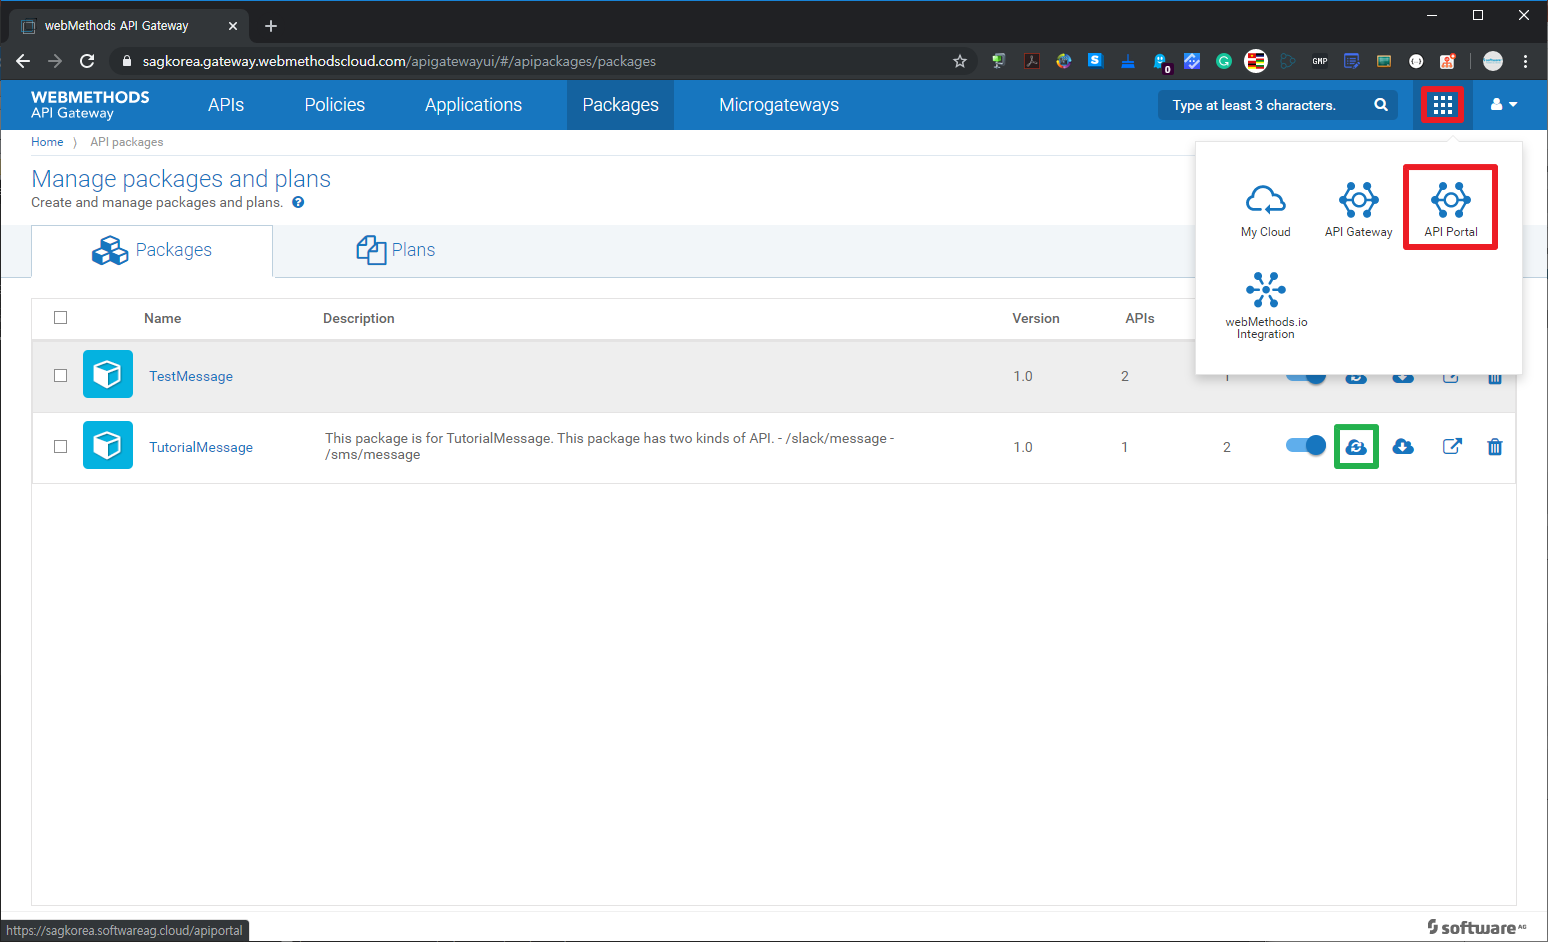 webMethods API Gateway
sagkorea.gateway.webmethodscloud.com/apigatewayui/#/apipackages/packages
S
0
G
GMP
WEBMETHODS
API Gateway
APIs
Policies
Applications
Packages
Microgateways
Type at least 3 characters.
Home
API packages
Manage packages and plans
Create and manage packages and plans.
?
My Cloud
API Gateway
API Portal
webMethods.io
Integration
Packages
Plans
Name
Description
Version
APIs
TestMessage
1.0
2
1
TutorialMessage
This package is for TutorialMessage. This package has two kinds of API. - /slack/message -
/sms/message
1.0
1
2
https://sagkorea.softwareag.cloud/apiportal
software AG